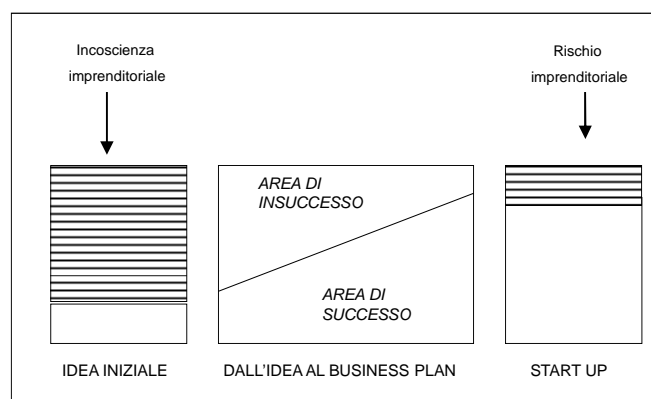 Incoscienza
imprenditoriale
Rischio
imprenditoriale
AREA DI
INSUCCESSO
AREA DI
SUCCESSO
IDEA INIZIALE
DALL'IDEA AL BUSINESS PLAN
START UP